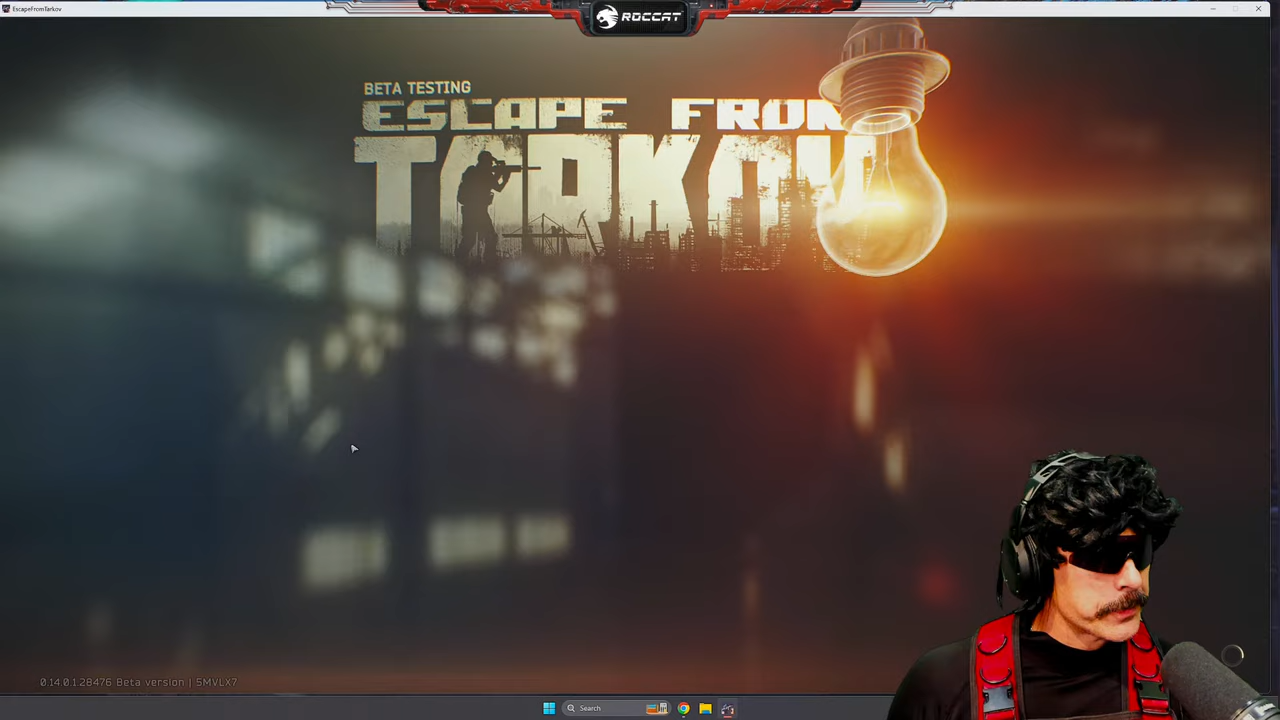 EscapeFromTarkov
ROCCAT
BETA TESTING
ESCAPE FROM
TARKOV
0.14.0.1.28476 Beta version | 5MVLX7
Search